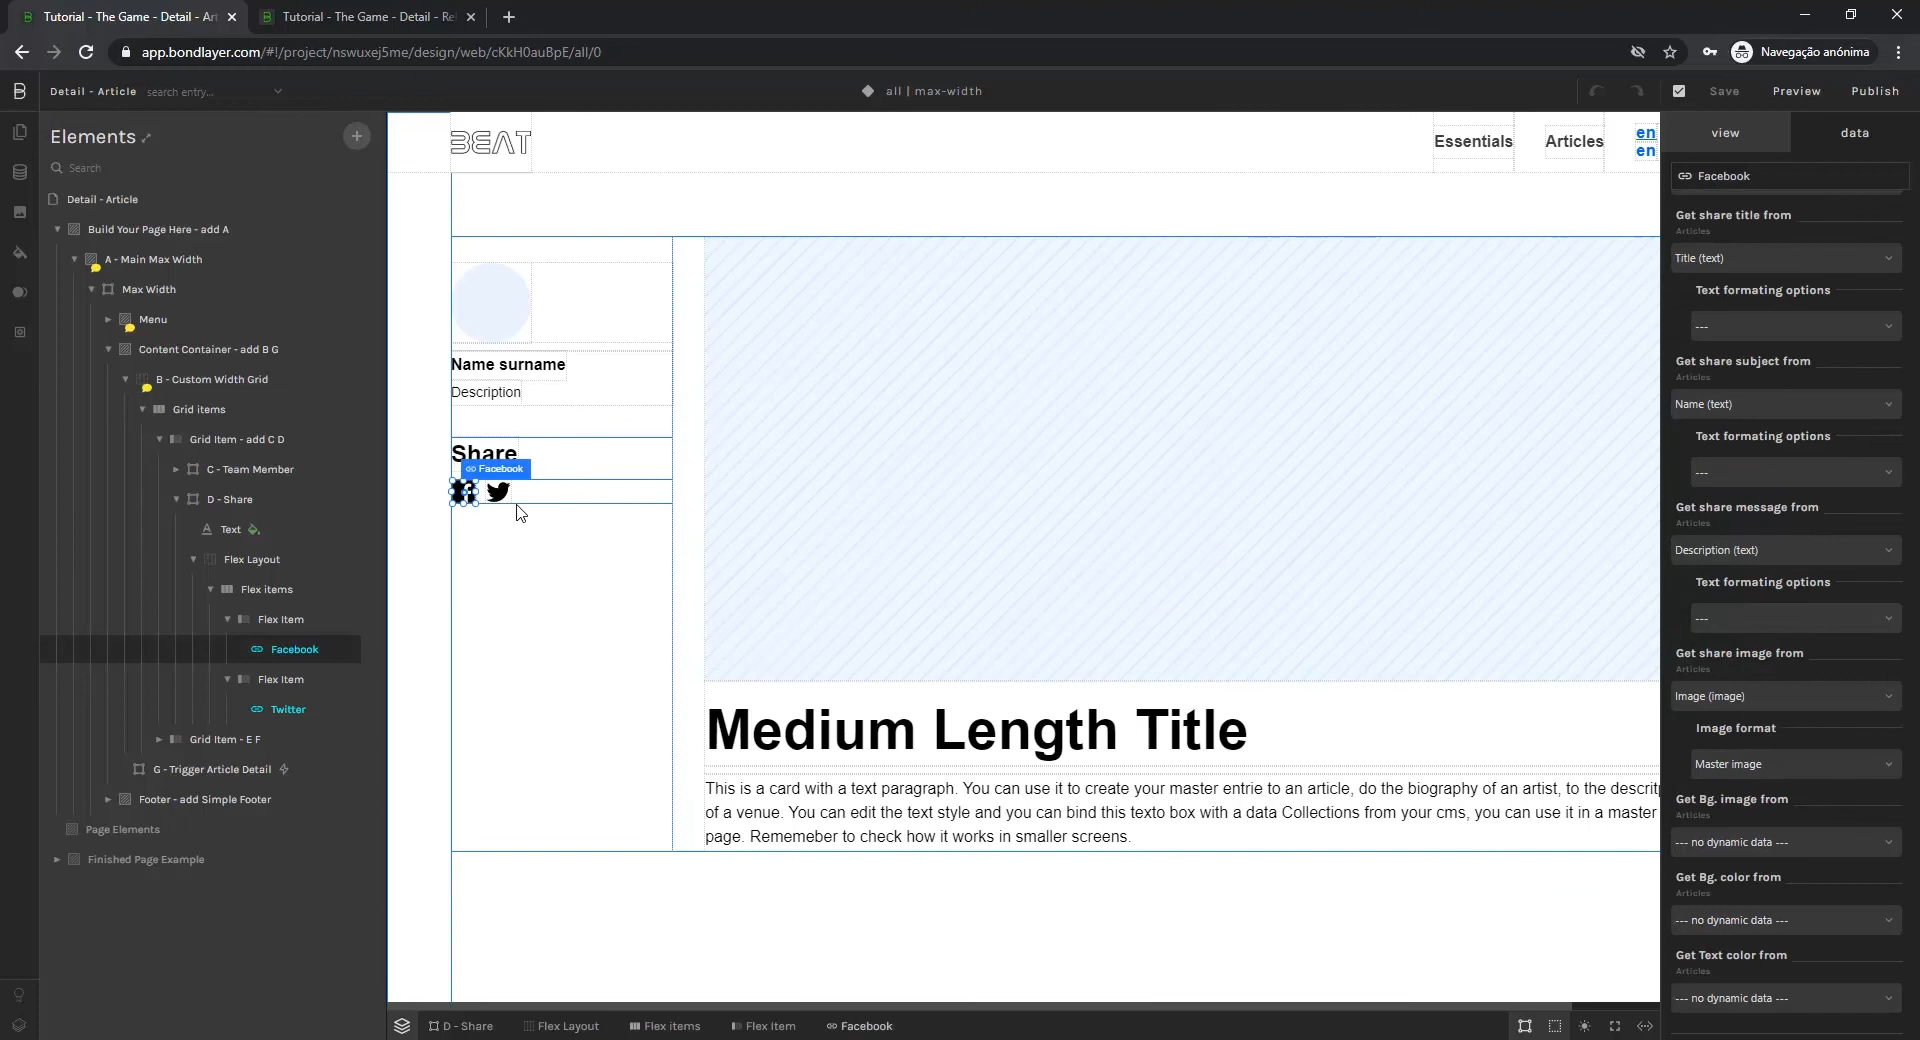 Tutorial - The Game - Detail - Art
Tutorial - The Game - Detail - Re
app.bondlayer.com/#!/project/nswuxej5me/design/web/cKkH0auBpE/all/0
Navegação anónima
Detail - Article
search entry...
all | max-width
Save
Preview
Publish
Elements
Search
Detail - Article
Build Your Page Here - add A
A - Main Max Width
Max Width
Menu
Content Container - add B G
B - Custom Width Grid
Grid items
Grid Item - add C D
C - Team Member
D - Share
Text
Flex Layout
Flex items
Flex Item
Facebook
Flex Item
Twitter
Grid Item - E F
G - Trigger Article Detail
Footer - add Simple Footer
Page Elements
Finished Page Example
BEAT
Essentials
Articles
en
en
Name surname
Description
Share
Facebook
Medium Length Title
This is a card with a text paragraph. You can use it to create your master entrie to an article, do the biography of an artist, to the descrit
of a venue. You can edit the text style and you can bind this texto box with a data Collections from your cms, you can use it in a master
page. Rememeber to check how it works in smaller screens.
D - Share
Flex Layout
Flex items
Flex Item
Facebook
view
data
Facebook
Get share title from
Articles
Title (text)
Text formating options
---
Get share subject from
Articles
Name (text)
Text formating options
---
Get share message from
Articles
Description (text)
Text formating options
---
Get share image from
Articles
Image (image)
Image format
Master image
Get Bg. image from
Articles
--- no dynamic data ---
Get Bg. color from
Articles
--- no dynamic data ---
Get Text color from
Articles
--- no dynamic data ---